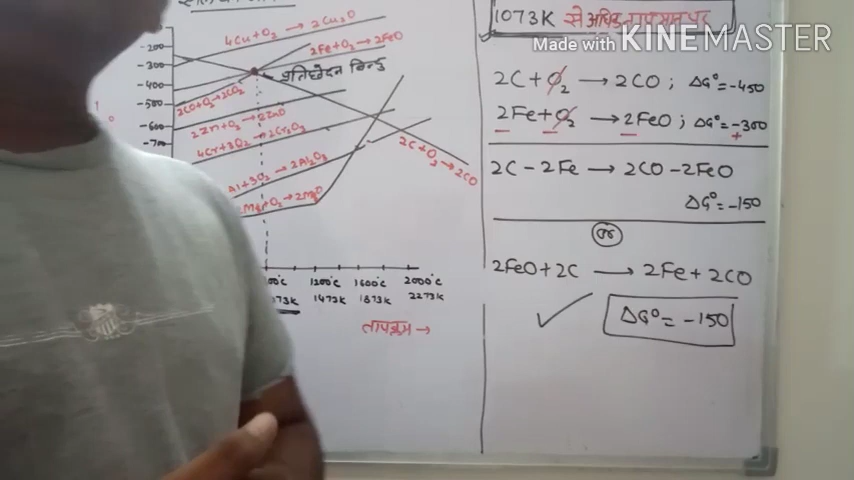 -200
-300
-400
-500
-600
-700
4Cu+O₂ → 2Cu₂O
2Fe+O₂ → 2FeO
प्रतिच्छेदन बिन्दु
2CO+O₂→2CO₂
2Zn+O₂→2ZnO
4Cr+3O₂→2Cr₂O₃
Al+3O₂→2Al₂O₃
2C+O₂→2CO
1200°C 1600°C 2000°C
1473K 1873K 2273K
तापक्रम →
1073K से अधिक तापक्रम पर
Made with KINEMASTER
2C + O₂ → 2CO ; ΔG° = -450
2Fe + O₂ → 2FeO ; ΔG° = -300
- - - +
2C - 2Fe → 2CO - 2FeO
ΔG° = -150
or
2FeO + 2C → 2Fe + 2CO
ΔG° = -150